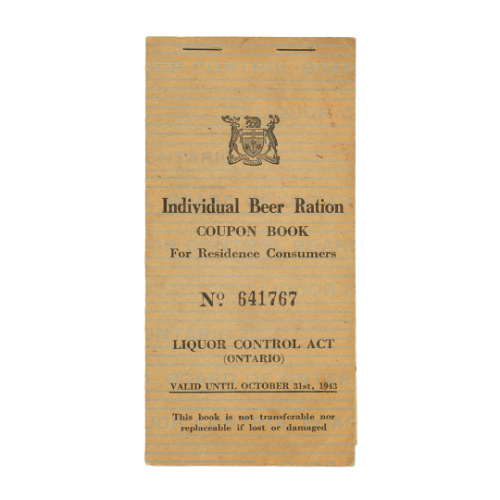 Individual Beer Ration
COUPON BOOK
For Residence Consumers
Nº. 641767
LIQUOR CONTROL ACT
(ONTARIO)
VALID UNTIL OCTOBER 31st, 1943
This book is not transferable nor
replaceable if lost or damaged